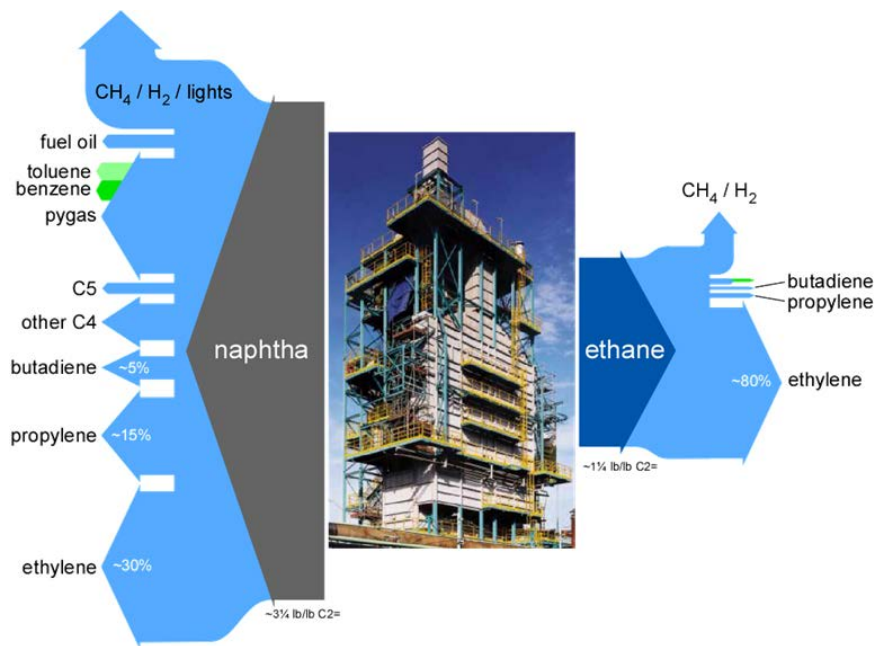 CH₄ / H₂ / lights
fuel oil
toluene
benzene
pygas
C5
other C4
butadiene
~5%
propylene
~15%
ethylene
~30%
naphtha
~3¼ lb/lb C2=
ethane
~1¼ lb/lb C2=
CH₄ / H₂
butadiene
propylene
~80%
ethylene